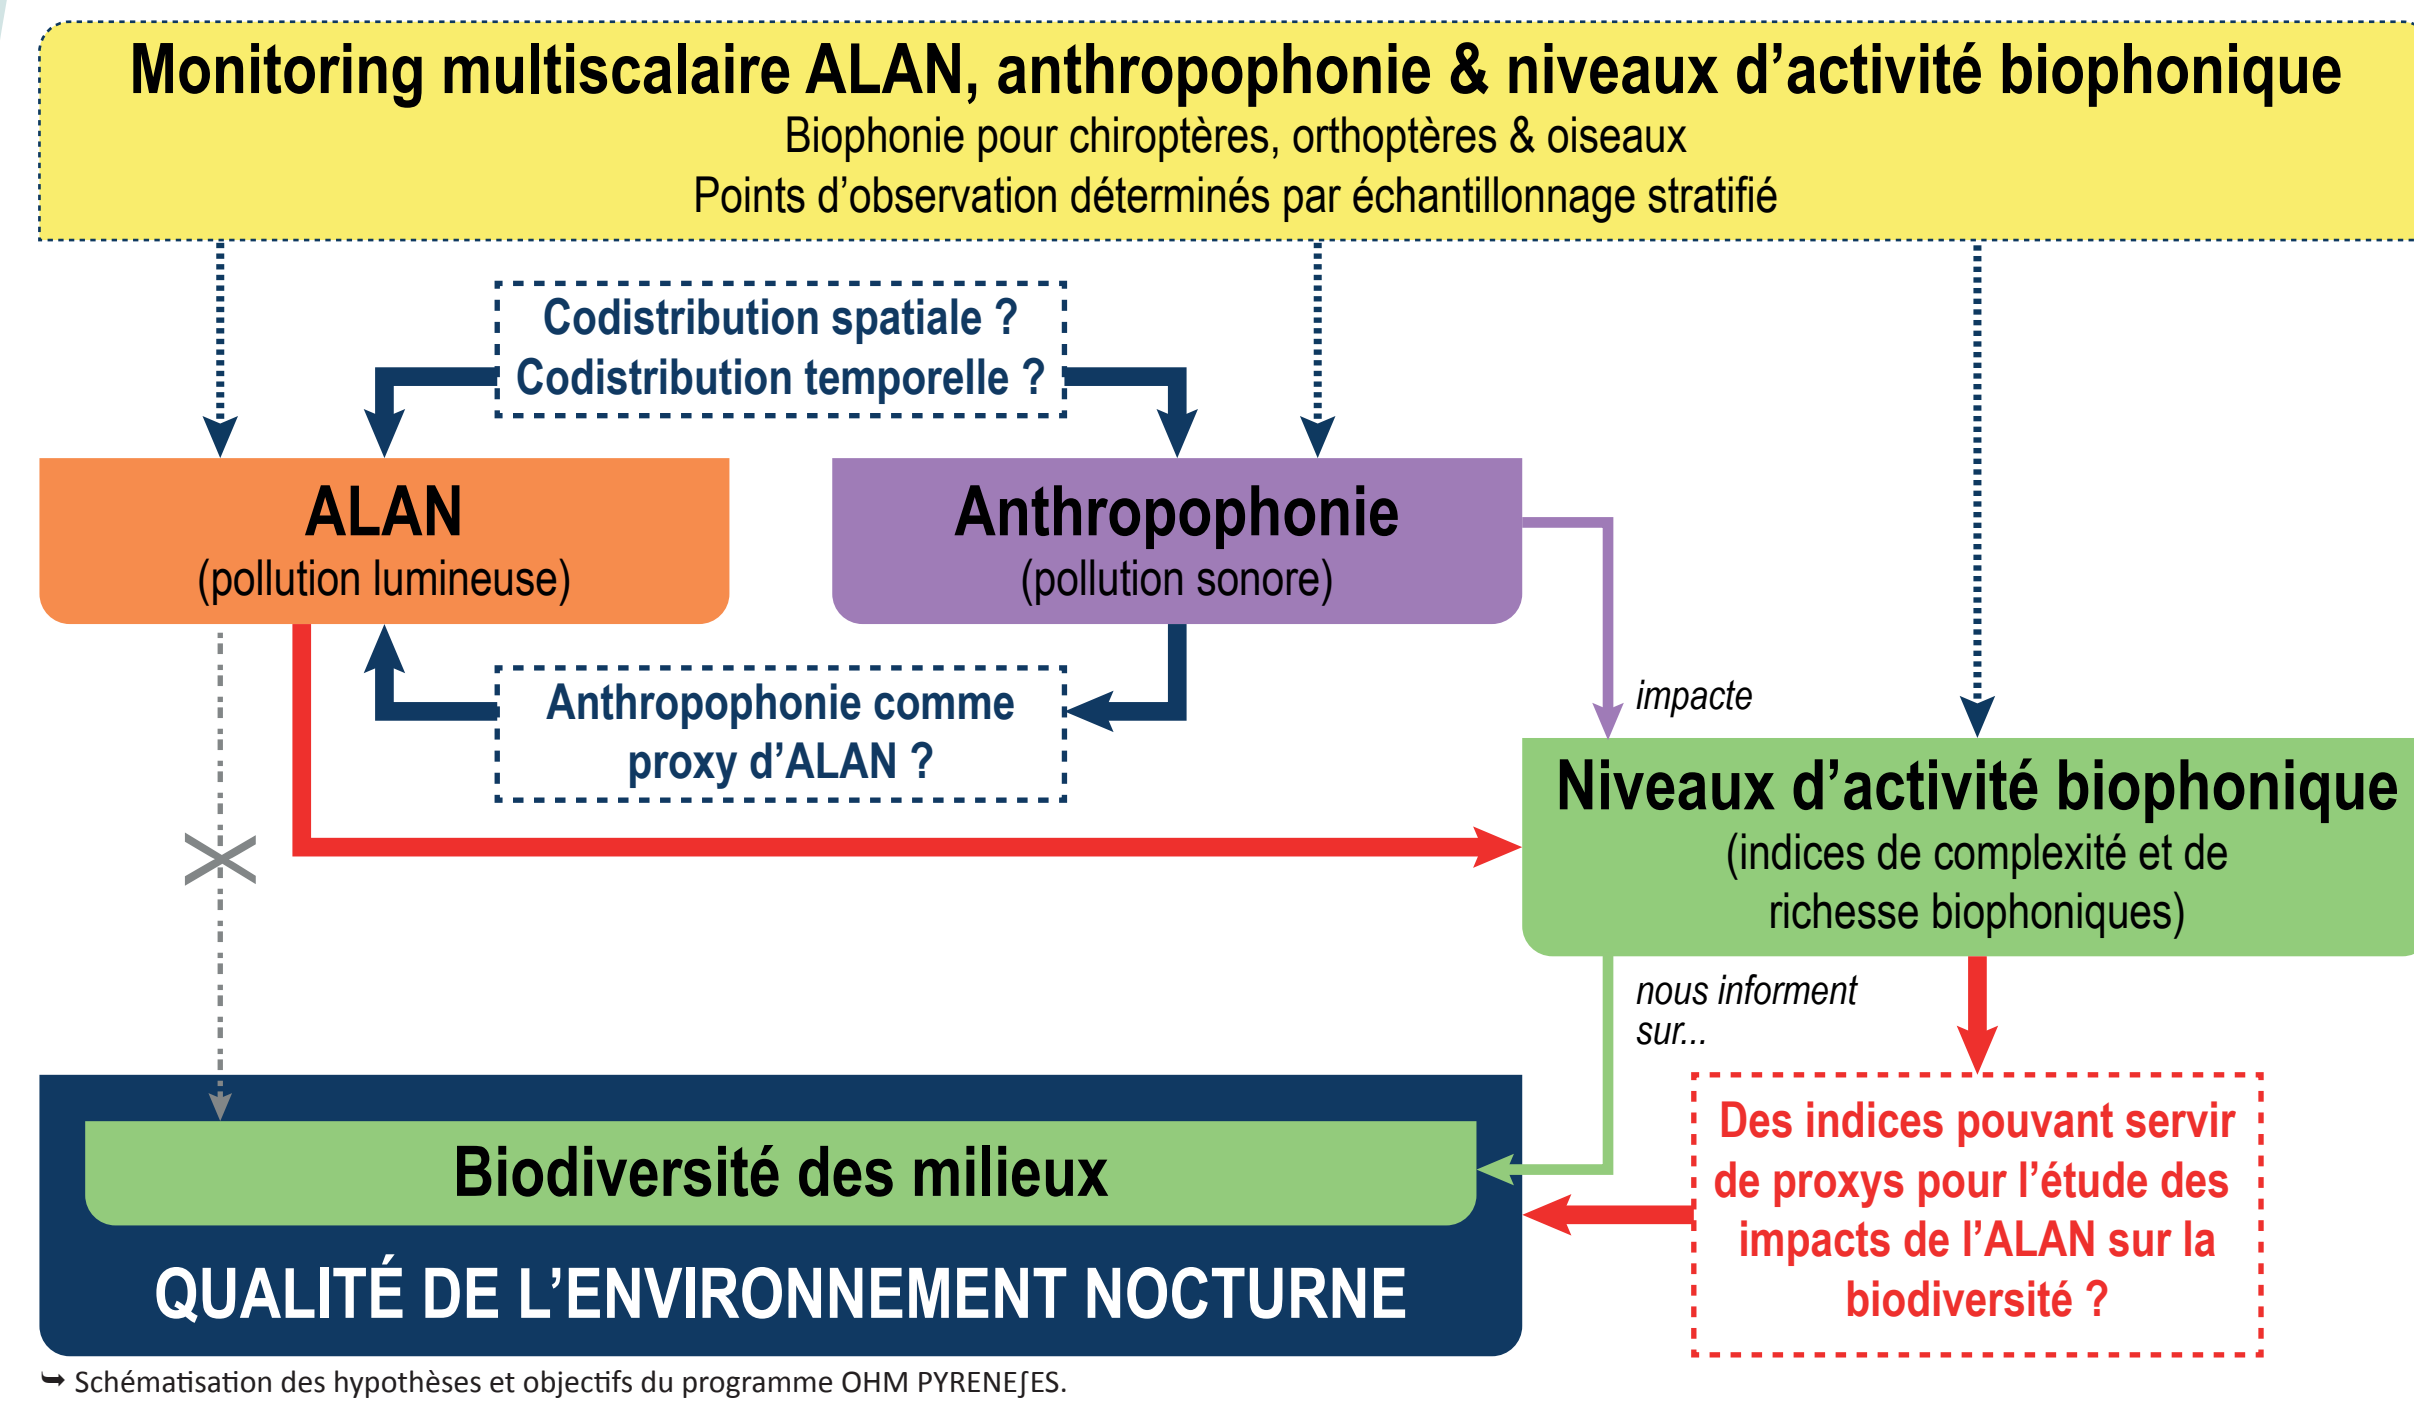 Monitoring multiscalaire ALAN, anthropophonie & niveaux d’activité biophonique
Biophonie pour chiroptères, orthoptères & oiseaux
Points d’observation déterminés par échantillonnage stratifié
Codistribution spatiale ?
Codistribution temporelle ?
ALAN
(pollution lumineuse)
Anthropophonie
(pollution sonore)
Anthropophonie comme
proxy d’ALAN ?
impacte
Niveaux d’activité biophonique
(indices de complexité et de
richesse biophoniques)
nous informent
sur...
Des indices pouvant servir
de proxys pour l’étude des
impacts de l’ALAN sur la
biodiversité ?
Biodiversité des milieux
QUALITÉ DE L’ENVIRONNEMENT NOCTURNE
⮩ Schématisation des hypothèses et objectifs du programme OHM PYRENE∫ES.